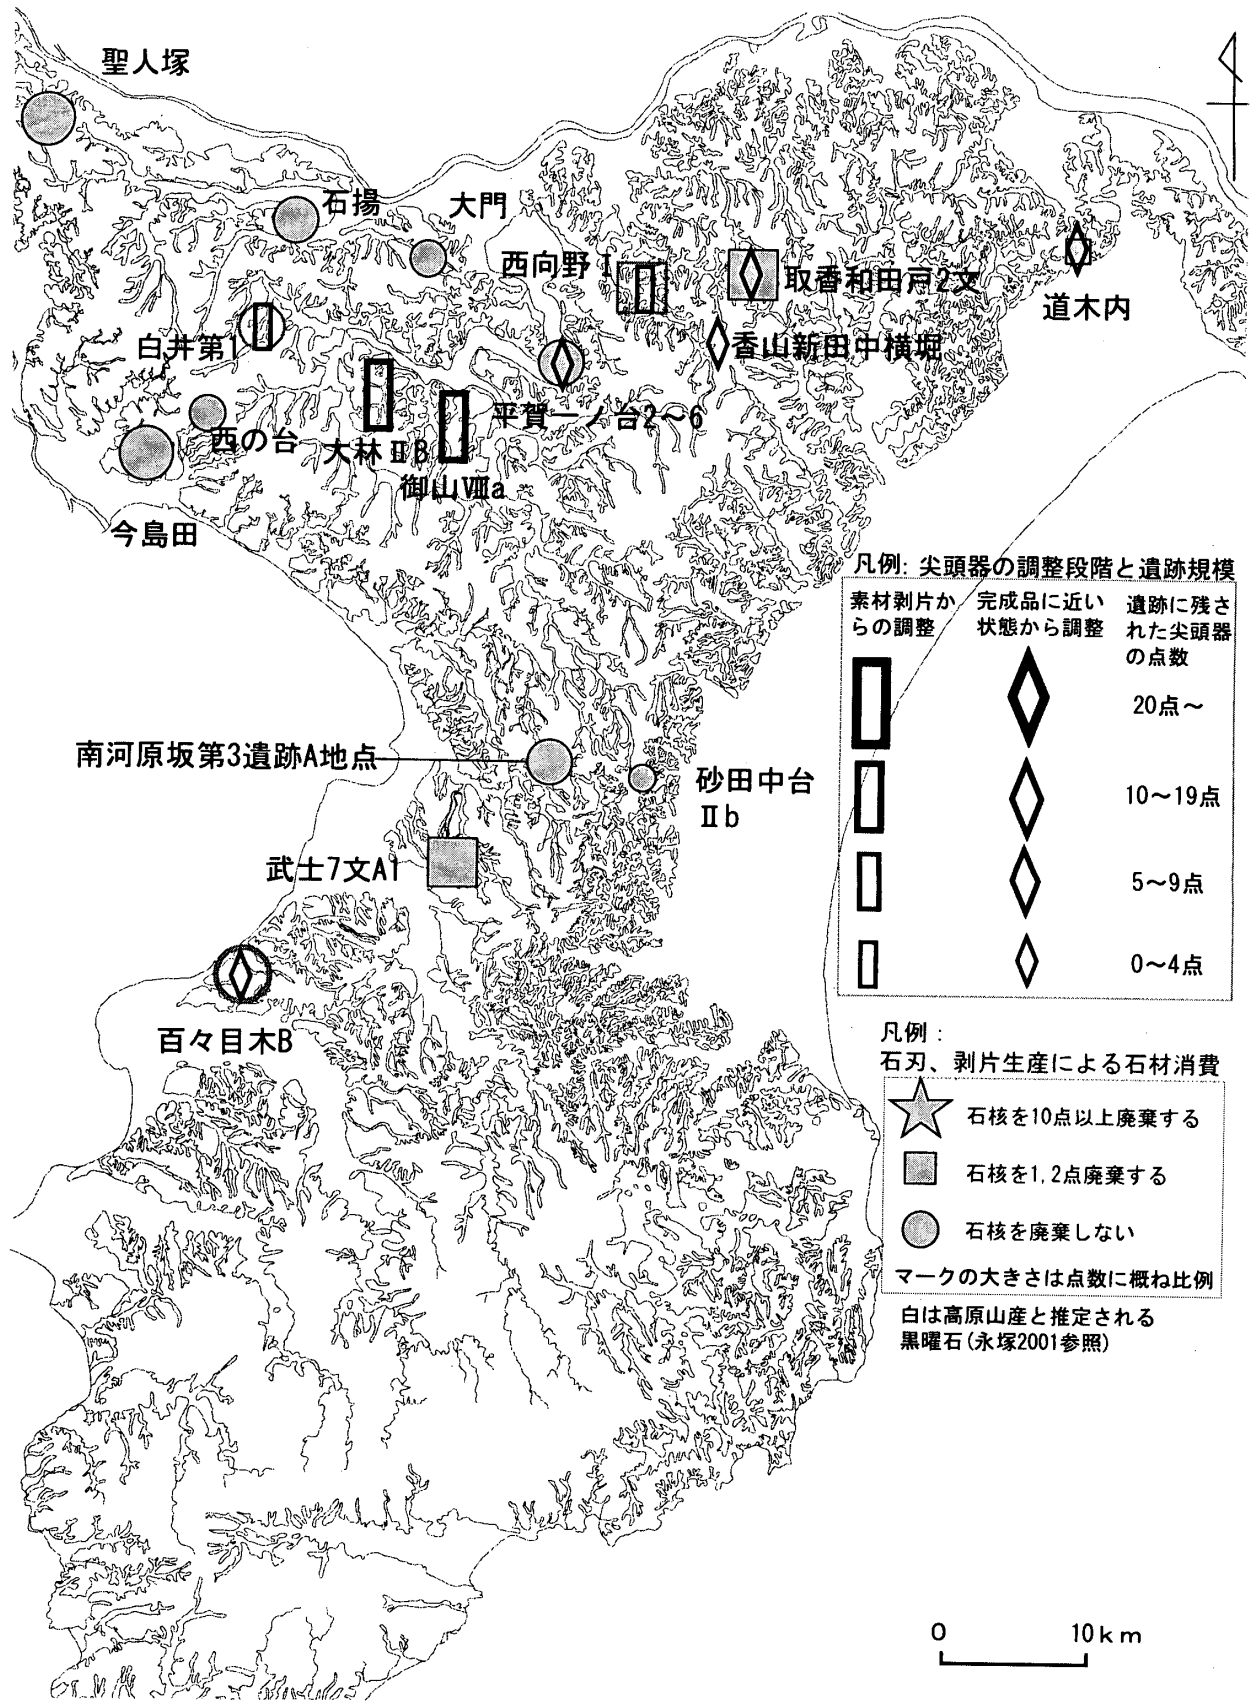 聖人塚
石揚
大門
西向野Ⅰ
取香和田戸2文
道木内
香山新田中横堀
白井第1
平賀一ノ台2～6
西の台
大林ⅡB
御山Ⅷa
今島田
南河原坂第3遺跡A地点
砂田中台
Ⅱb
武士7文A1
百々目木B
凡例: 尖頭器の調整段階と遺跡規模
素材剥片か
らの調整
完成品に近い
状態から調整
遺跡に残さ
れた尖頭器
の点数
20点～
10～19点
5～9点
0～4点
凡例:
石刃、剥片生産による石材消費
石核を10点以上廃棄する
石核を1,2点廃棄する
石核を廃棄しない
マークの大きさは点数に概ね比例
白は高原山産と推定される
黒曜石(永塚2001参照)
0 10km